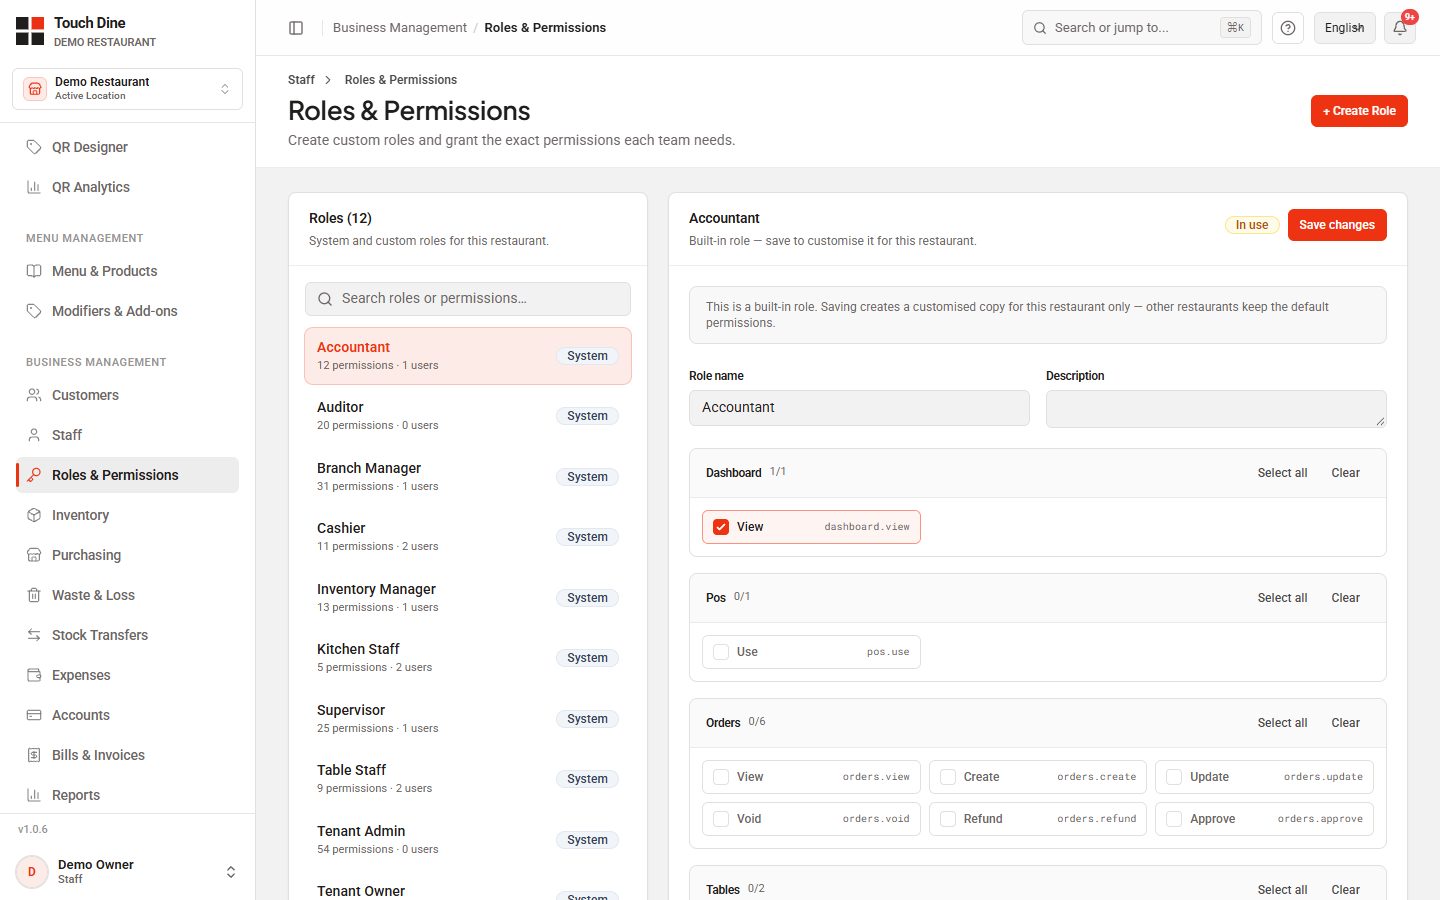 Touch Dine
DEMO RESTAURANT
Demo Restaurant
Active Location
QR Designer
QR Analytics
MENU MANAGEMENT
Menu & Products
Modifiers & Add-ons
BUSINESS MANAGEMENT
Customers
Staff
Roles & Permissions
Inventory
Purchasing
Waste & Loss
Stock Transfers
Expenses
Accounts
Bills & Invoices
Reports
v1.0.6
D
Demo Owner
Staff
Business Management / Roles & Permissions
Search or jump to... ⌘K
English
9+
Staff > Roles & Permissions
Roles & Permissions
Create custom roles and grant the exact permissions each team needs.
+ Create Role
Roles (12)
System and custom roles for this restaurant.
Search roles or permissions...
Accountant
12 permissions · 1 users
System
Auditor
20 permissions · 0 users
System
Branch Manager
31 permissions · 1 users
System
Cashier
11 permissions · 2 users
System
Inventory Manager
13 permissions · 1 users
System
Kitchen Staff
5 permissions · 2 users
System
Supervisor
25 permissions · 1 users
System
Table Staff
9 permissions · 2 users
System
Tenant Admin
54 permissions · 0 users
System
Tenant Owner
System
Accountant
Built-in role — save to customise it for this restaurant.
In use
Save changes
This is a built-in role. Saving creates a customised copy for this restaurant only — other restaurants keep the default
permissions.
Role name
Accountant
Description
Dashboard 1/1 Select all Clear
View dashboard.view
Pos 0/1 Select all Clear
Use pos.use
Orders 0/6 Select all Clear
View orders.view Create orders.create Update orders.update
Void orders.void Refund orders.refund Approve orders.approve
Tables 0/2 Select all Clear